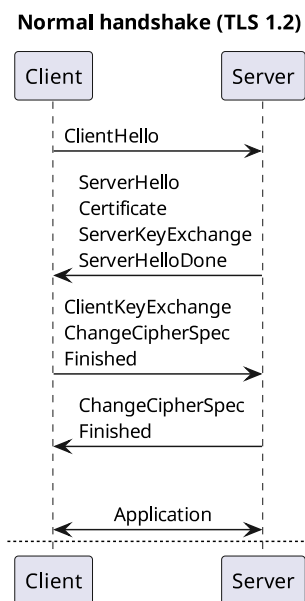 Normal handshake (TLS 1.2)
Client Server
ClientHello
ServerHello
Certificate
ServerKeyExchange
ServerHelloDone
ClientKeyExchange
ChangeCipherSpec
Finished
ChangeCipherSpec
Finished
Application
Client Server